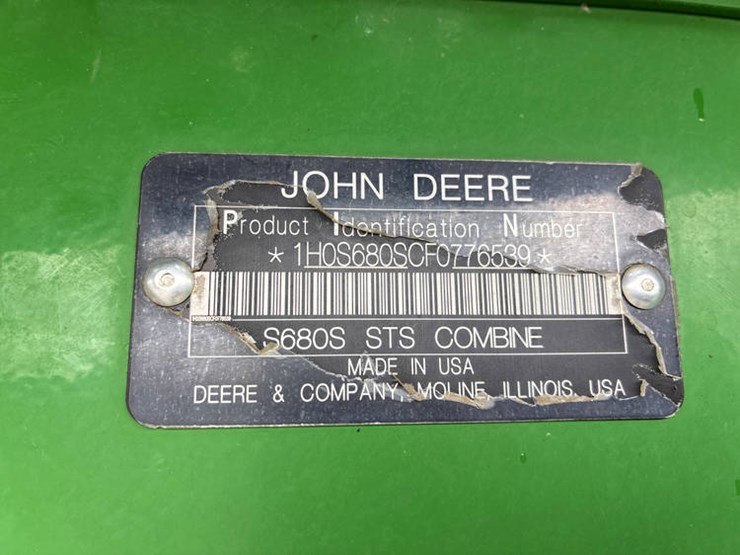 JOHN DEERE
Product Identification Number
* 1H0S680SCF0776539 *
S680S STS COMBINE
MADE IN USA
DEERE & COMPANY, MOLINE, ILLINOIS, USA